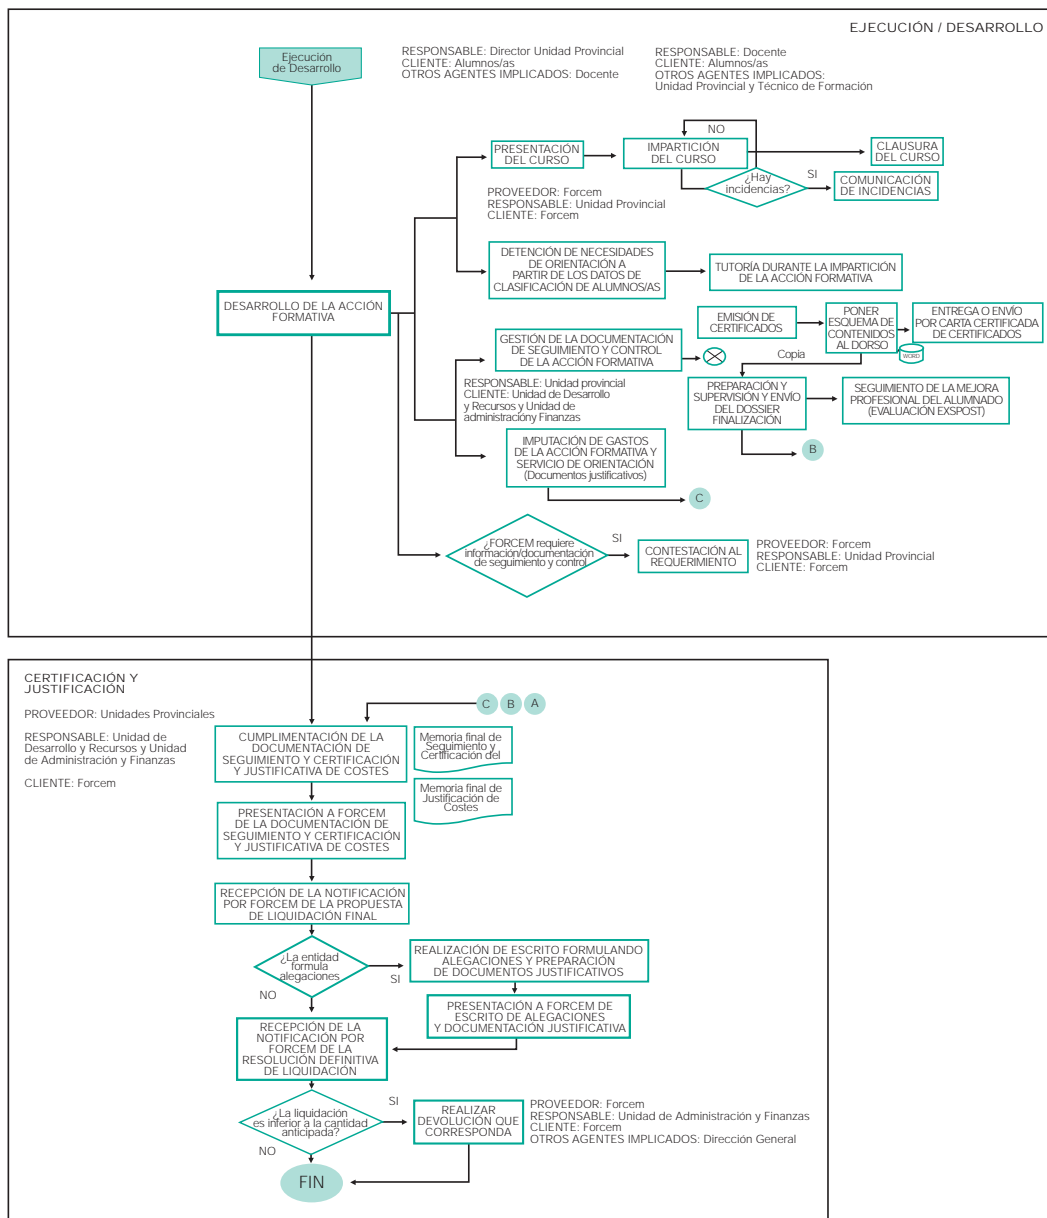 EJECUCIÓN / DESARROLLO
Ejecución
de Desarrollo
RESPONSABLE: Director Unidad Provincial
CLIENTE: Alumnos/as
OTROS AGENTES IMPLICADOS: Docente
RESPONSABLE: Docente
CLIENTE: Alumnos/as
OTROS AGENTES IMPLICADOS:
Unidad Provincial y Técnico de Formación
PRESENTACIÓN
DEL CURSO
NO
IMPARTICIÓN
DEL CURSO
CLAUSURA
DEL CURSO
¿Hay
incidencias?
SI
COMUNICACIÓN
DE INCIDENCIAS
PROVEEDOR: Forcem
RESPONSABLE: Unidad Provincial
CLIENTE: Forcem
DETENCIÓN DE NECESIDADES
DE ORIENTACIÓN A
PARTIR DE LOS DATOS DE
CLASIFICACIÓN DE ALUMNOS/AS
TUTORÍA DURANTE LA IMPARTICIÓN
DE LA ACCIÓN FORMATIVA
DESARROLLO DE LA ACCIÓN
FORMATIVA
EMISIÓN DE
CERTIFICADOS
PONER
ESQUEMA DE
CONTENIDOS
AL DORSO
ENTREGA O ENVÍO
POR CARTA CERTIFICADA
DE CERTIFICADOS
WORD
GESTIÓN DE LA DOCUMENTACIÓN
DE SEGUIMIENTO Y CONTROL
DE LA ACCIÓN FORMATIVA
Copia
RESPONSABLE: Unidad provincial
CLIENTE: Unidad de Desarrollo
y Recursos y Unidad de
administración y Finanzas
PREPARACIÓN Y
SUPERVISIÓN Y ENVÍO
DEL DOSSIER
FINALIZACIÓN
SEGUIMIENTO DE LA MEJORA
PROFESIONAL DEL ALUMNADO
(EVALUACIÓN EXSPOST)
B
IMPUTACIÓN DE GASTOS
DE LA ACCIÓN FORMATIVA Y
SERVICIO DE ORIENTACIÓN
(Documentos justificativos)
C
¿FORCEM requiere
información/documentación
de seguimiento y control
SI
CONTESTACIÓN AL
REQUERIMIENTO
PROVEEDOR: Forcem
RESPONSABLE: Unidad Provincial
CLIENTE: Forcem
CERTIFICACIÓN Y
JUSTIFICACIÓN
PROVEEDOR: Unidades Provinciales
RESPONSABLE: Unidad de
Desarrollo y Recursos y Unidad
de Administración y Finanzas
CLIENTE: Forcem
C B A
CUMPLIMENTACIÓN DE LA
DOCUMENTACIÓN DE
SEGUIMIENTO Y CERTIFICACIÓN
Y JUSTIFICATIVA DE COSTES
Memoria final de
Seguimiento y
Certificación del
Memoria final de
Justificación de
Costes
PRESENTACIÓN A FORCEM
DE LA DOCUMENTACIÓN DE
SEGUIMIENTO Y CERTIFICACIÓN
Y JUSTIFICATIVA DE COSTES
RECEPCIÓN DE LA NOTIFICACIÓN
POR FORCEM DE LA PROPUESTA
DE LIQUIDACIÓN FINAL
¿La entidad
formula
alegaciones
SI
NO
REALIZACIÓN DE ESCRITO FORMULANDO
ALEGACIONES Y PREPARACIÓN
DE DOCUMENTOS JUSTIFICATIVOS
PRESENTACIÓN A FORCEM DE
ESCRITO DE ALEGACIONES
Y DOCUMENTACIÓN JUSTIFICATIVA
RECEPCIÓN DE LA
NOTIFICACIÓN POR
FORCEM DE LA
RESOLUCIÓN DEFINITIVA
DE LIQUIDACIÓN
¿La liquidación
es inferior a la cantidad
anticipada?
SI
NO
REALIZAR
DEVOLUCIÓN QUE
CORRESPONDA
PROVEEDOR: Forcem
RESPONSABLE: Unidad de Administración y Finanzas
CLIENTE: Forcem
OTROS AGENTES IMPLICADOS: Dirección General
FIN